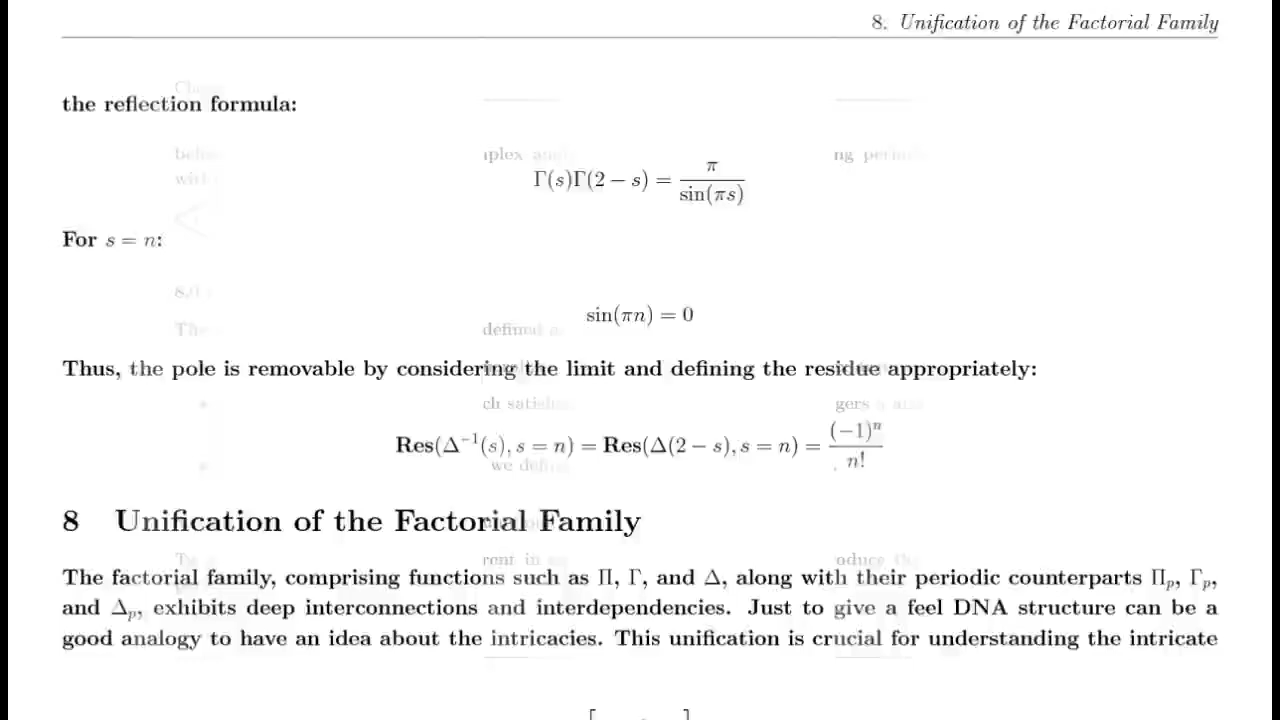 8. Unification of the Factorial Family
the reflection formula:
Γ(s)Γ(2 − s) = π / sin(πs)
For s = n:
sin(πn) = 0
Thus, the pole is removable by considering the limit and defining the residue appropriately:
Res(Δ⁻¹(s), s = n) = Res(Δ(2 − s), s = n) = (−1)ⁿ / n!
8 Unification of the Factorial Family
The factorial family, comprising functions such as Π, Γ, and Δ, along with their periodic counterparts Πₚ, Γₚ,
and Δₚ, exhibits deep interconnections and interdependencies. Just to give a feel DNA structure can be a
good analogy to have an idea about the intricacies. This unification is crucial for understanding the intricate